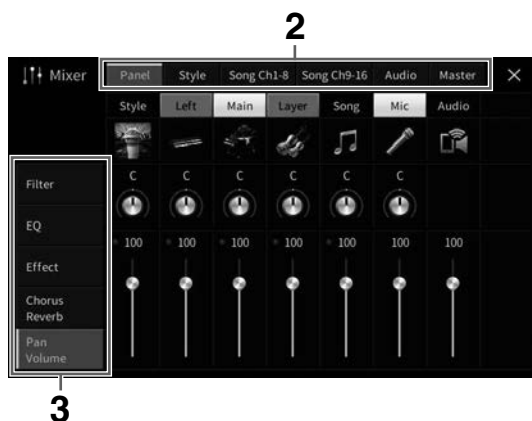 2
Mixer
Panel Style Song Ch1-8 Song Ch9-16 Audio Master ×
Style Left Main Layer Song Mic Audio
C C C C C C
100 100 100 100 100 100 100
Filter
EQ
Effect
Chorus
Reverb
Pan
Volume
3